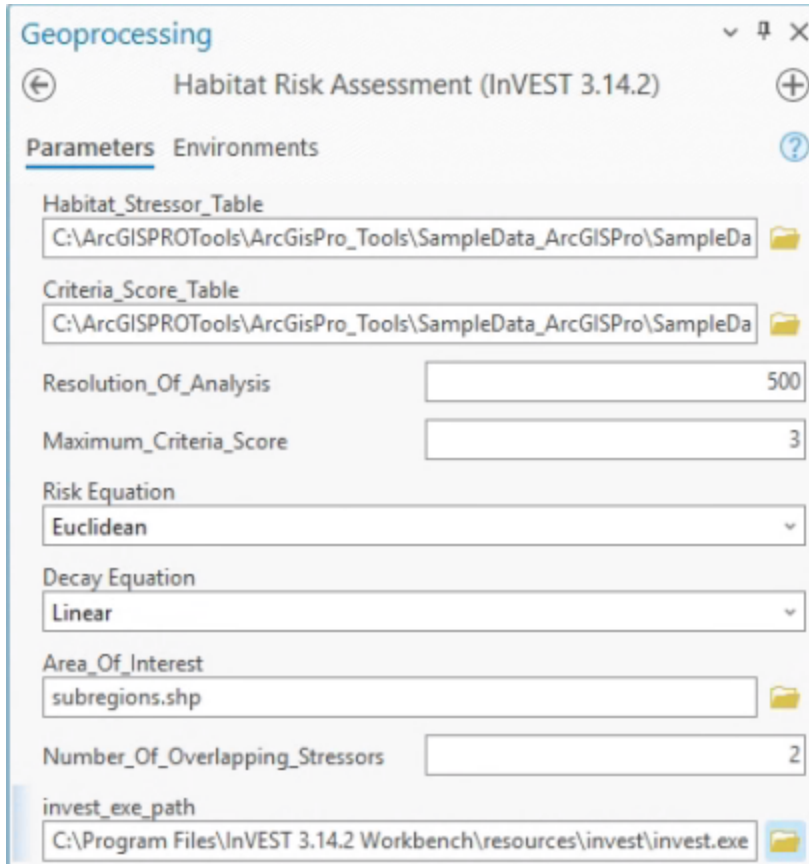 Geoprocessing
Habitat Risk Assessment (InVEST 3.14.2)
Parameters Environments
Habitat_Stressor_Table
C:\ArcGISPROTools\ArcGisPro_Tools\SampleData_ArcGISPro\SampleDa
Criteria_Score_Table
C:\ArcGISPROTools\ArcGisPro_Tools\SampleData_ArcGISPro\SampleDa
Resolution_Of_Analysis 500
Maximum_Criteria_Score 3
Risk Equation
Euclidean
Decay Equation
Linear
Area_Of_Interest
subregions.shp
Number_Of_Overlapping_Stressors 2
invest_exe_path
C:\Program Files\InVEST 3.14.2 Workbench\resources\invest\invest.exe